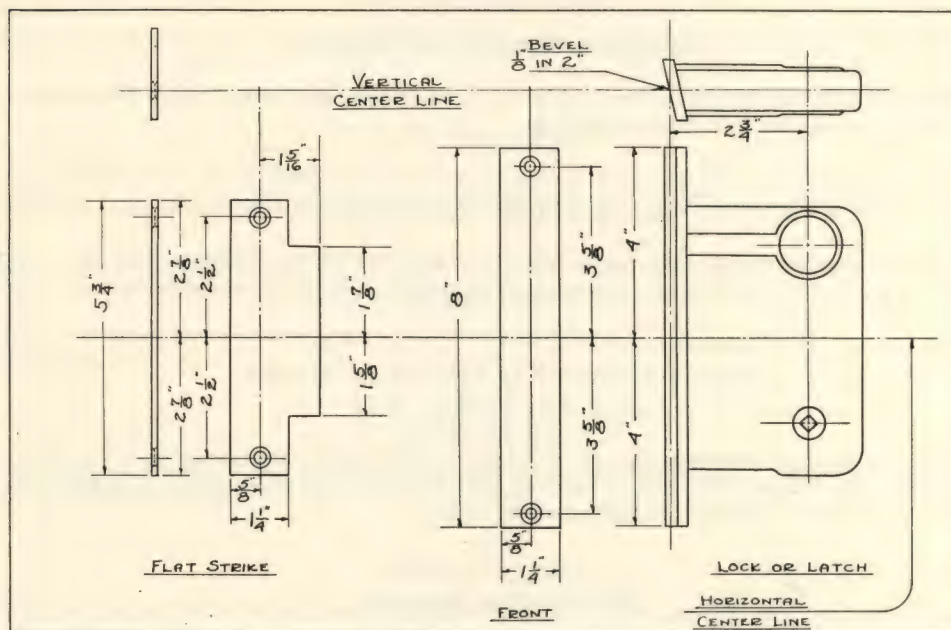 BEVEL
1/8" IN 2"
VERTICAL
CENTER LINE
2 3/4"
1 5/16"
5 3/4"
2 7/8"
2 1/2"
1 7/8"
8"
3 5/8"
4"
2 7/8"
2 1/2"
1 5/8"
3 5/8"
4"
5/8
1 1/4"
5/8
1 1/4"
FLAT STRIKE
FRONT
LOCK OR LATCH
HORIZONTAL
CENTER LINE